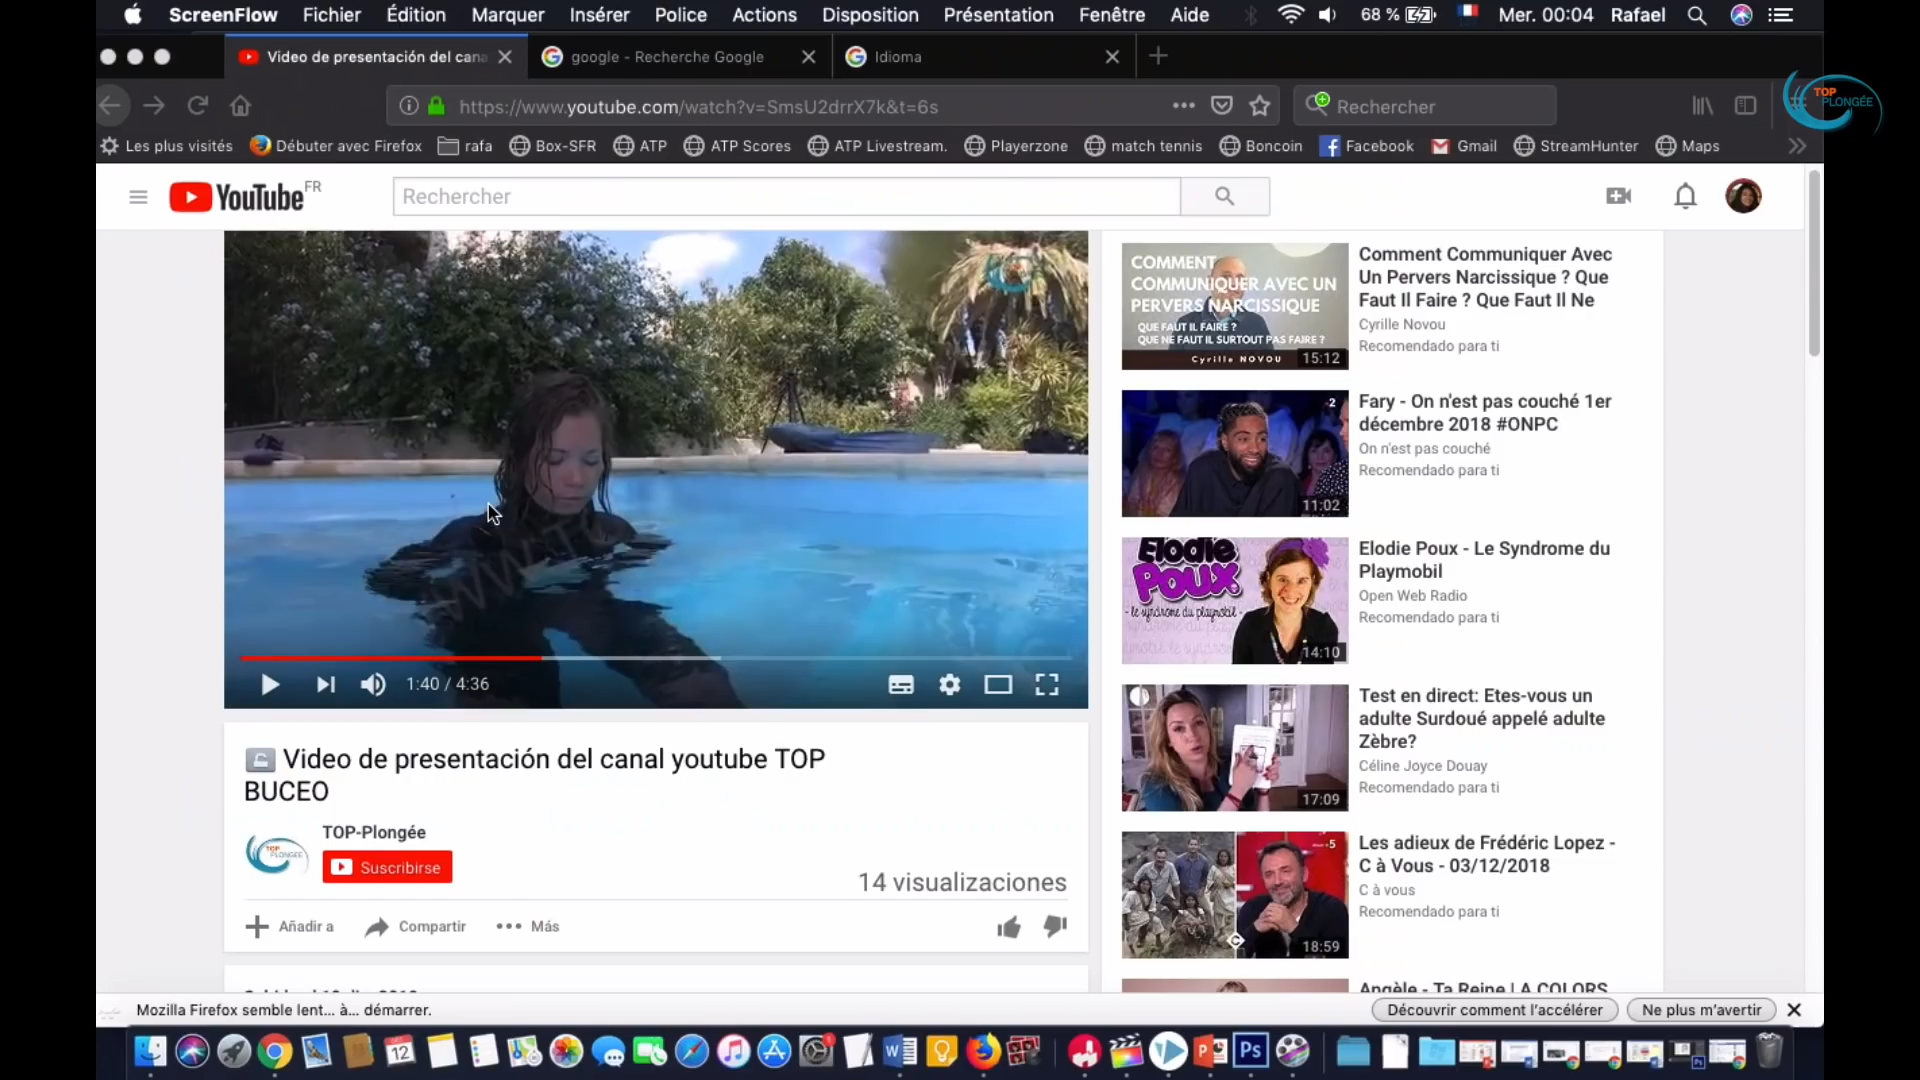 ScreenFlow Fichier Édition Marquer Insérer Police Actions Disposition Présentation Fenêtre Aide 68 % Mer. 00:04 Rafael
Video de presentación del cana
google - Recherche Google
Idioma
https://www.youtube.com/watch?v=SmsU2drrX7k&t=6s
Rechercher
TOP
PLONGÉE
Les plus visités Débuter avec Firefox rafa Box-SFR ATP ATP Scores ATP Livestream. Playerzone match tennis Boncoin Facebook Gmail StreamHunter Maps
YouTube FR
Rechercher
1:40 / 4:36
Video de presentación del canal youtube TOP
BUCEO
TOP-Plongée
TOP
PLONGÉE
Suscribirse
14 visualizaciones
Añadir a
Compartir
Más
COMMENT
COMMUNIQUER AVEC UN
PERVERS NARCISSIQUE
QUE FAUT IL FAIRE ?
QUE NE FAUT IL SURTOUT PAS FAIRE ?
Cyrille NOVOU
15:12
Comment Communiquer Avec
Un Pervers Narcissique ? Que
Faut Il Faire ? Que Faut Il Ne
Cyrille Novou
Recomendado para ti
11:02
Fary - On n'est pas couché 1er
décembre 2018 #ONPC
On n'est pas couché
Recomendado para ti
Elodie
POUX
- le syndrome du playmobil -
14:10
Elodie Poux - Le Syndrome du
Playmobil
Open Web Radio
Recomendado para ti
17:09
Test en direct: Etes-vous un
adulte Surdoué appelé adulte
Zèbre?
Céline Joyce Douay
Recomendado para ti
18:59
Les adieux de Frédéric Lopez -
C à Vous - 03/12/2018
C à vous
Recomendado para ti
Angèle - Ta Reine | A COLORS
Mozilla Firefox semble lent... à... démarrer.
Découvrir comment l'accélérer
Ne plus m'avertir
12
Ps